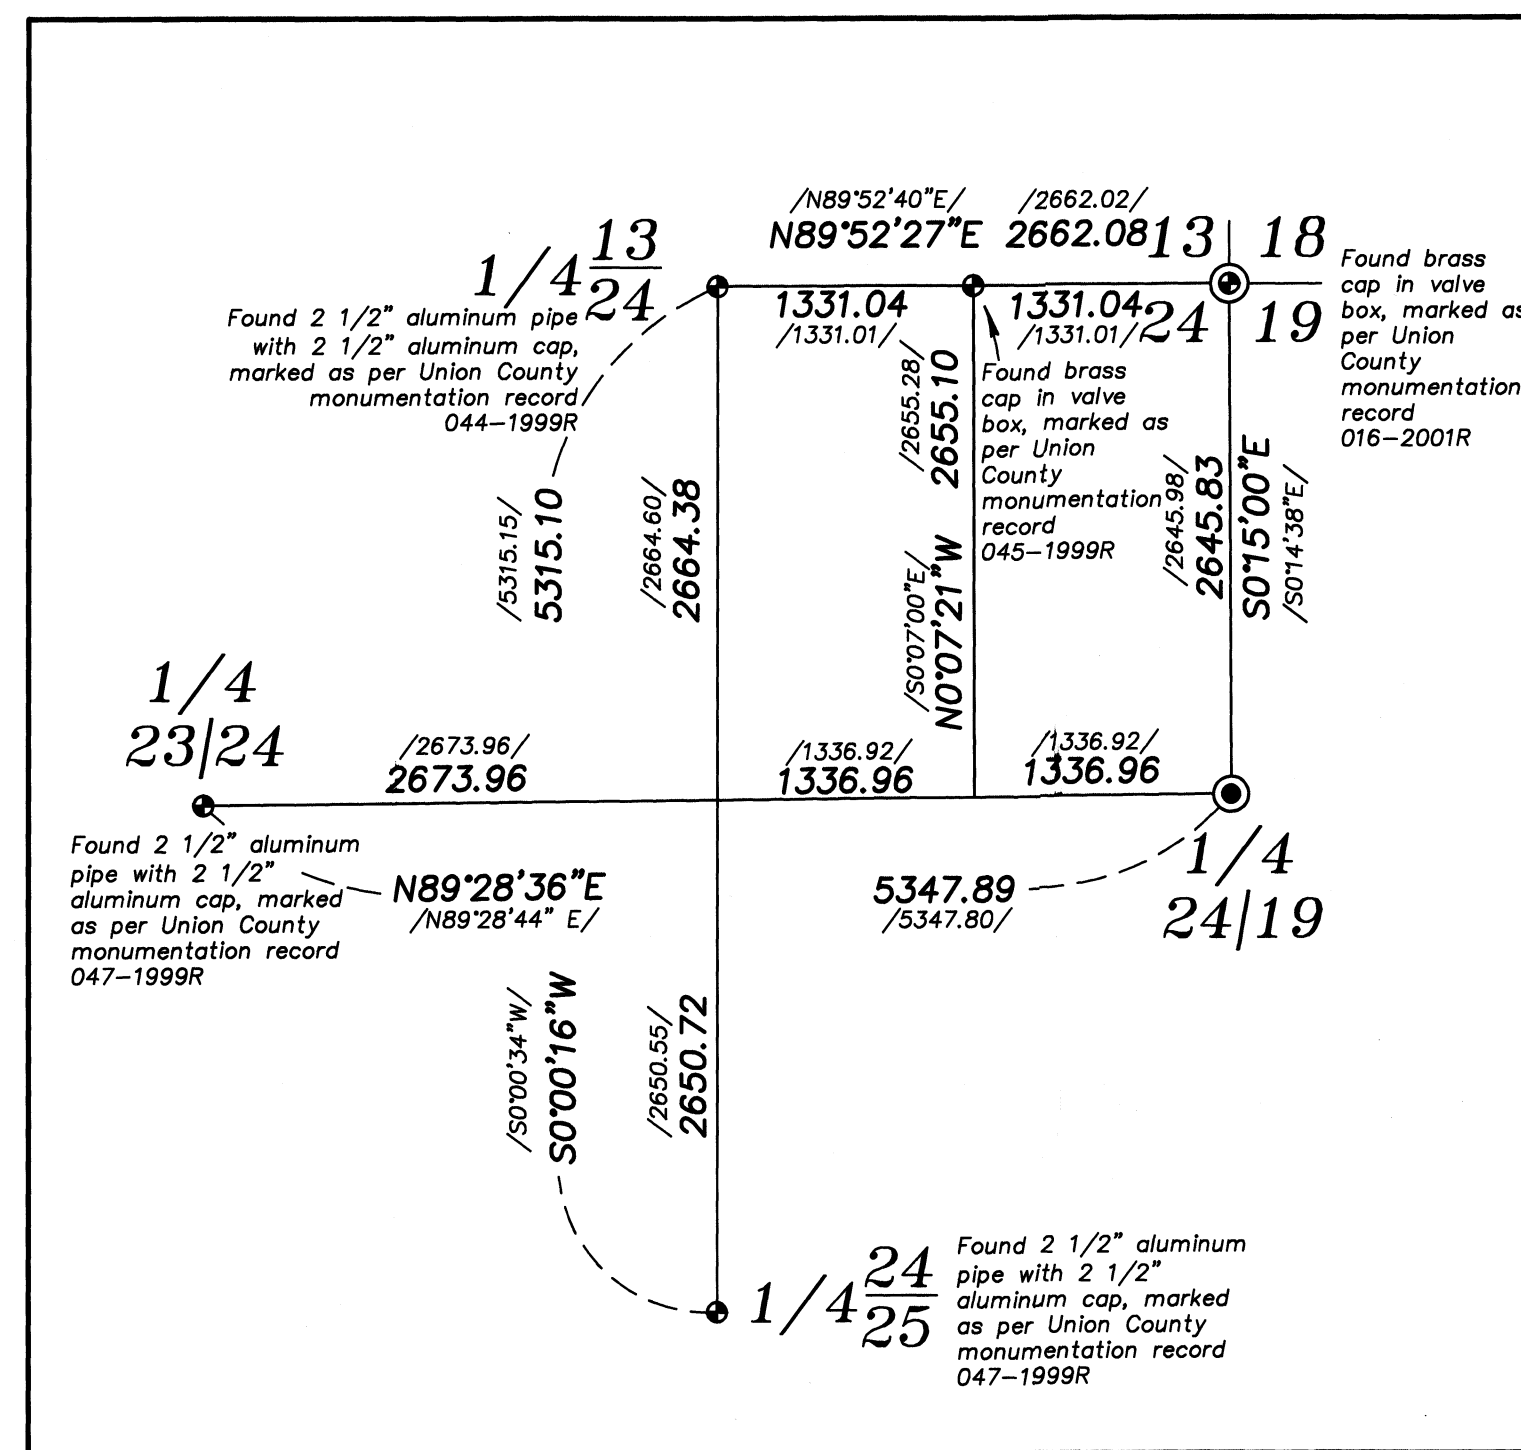 /N89°52'40"E/ /2662.02/
N89°52'27"E 2662.08
13 18
24 19
1/4 13
24
Found 2 1/2" aluminum pipe
with 2 1/2" aluminum cap,
marked as per Union County
monumentation record
044-1999R
1331.04
/1331.01/
1331.04
/1331.01/
Found brass
cap in valve
box, marked as
per Union
County
monumentation
record
016-2001R
Found brass
cap in valve
box, marked as
per Union
County
monumentation
record
045-1999R
/2655.28/
2655.10
/S0°07'00"E/
N0°07'21"W
/2645.98/
2645.83
S0°15'00"E
/S0°14'38"E/
/5315.15/
5315.10
/2664.60/
2664.38
1/4
23|24
/2673.96/
2673.96
/1336.92/
1336.96
/1336.92/
1336.96
Found 2 1/2" aluminum
pipe with 2 1/2"
aluminum cap, marked
as per Union County
monumentation record
047-1999R
N89°28'36"E
/N89°28'44" E/
5347.89
/5347.80/
1/4
24|19
/S0°00'34"W/
S0°00'16"W
/2650.55/
2650.72
1/4 24
25
Found 2 1/2" aluminum
pipe with 2 1/2"
aluminum cap, marked
as per Union County
monumentation record
047-1999R